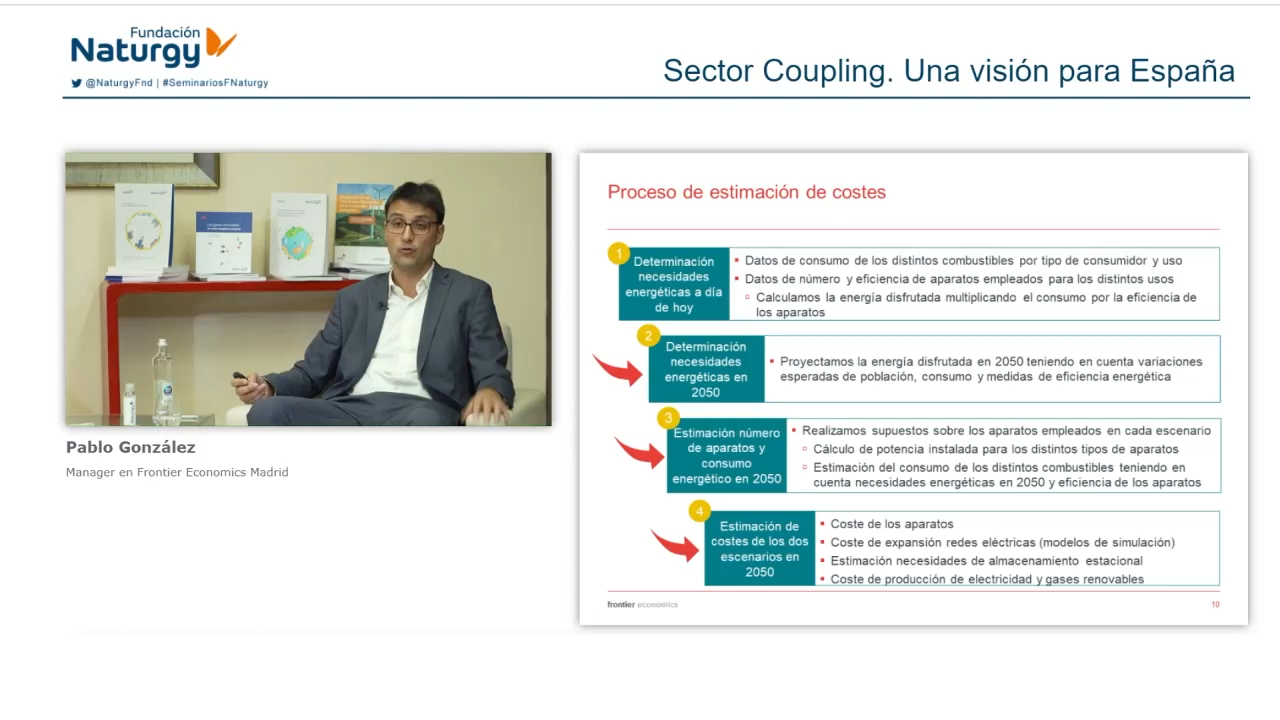 Fundación
Naturgy
@NaturgyFnd | #SeminariosFNaturgy
Sector Coupling. Una visión para España
Pablo González
Manager en Frontier Economics Madrid
Proceso de estimación de costes
1
Determinación
necesidades
energéticas a día
de hoy
Datos de consumo de los distintos combustibles por tipo de consumidor y uso
Datos de número y eficiencia de aparatos empleados para los distintos usos
Calculamos la energía disfrutada multiplicando el consumo por la eficiencia de
los aparatos
2
Determinación
necesidades
energéticas en
2050
Proyectamos la energía disfrutada en 2050 teniendo en cuenta variaciones
esperadas de población, consumo y medidas de eficiencia energética
3
Estimación número
de aparatos y
consumo
energético en 2050
Realizamos supuestos sobre los aparatos empleados en cada escenario
Cálculo de potencia instalada para los distintos tipos de aparatos
Estimación del consumo de los distintos combustibles teniendo en
cuenta necesidades energéticas en 2050 y eficiencia de los aparatos
4
Estimación de
costes de los dos
escenarios en
2050
Coste de los aparatos
Coste de expansión redes eléctricas (modelos de simulación)
Estimación necesidades de almacenamiento estacional
Coste de producción de electricidad y gases renovables
frontier economics
10